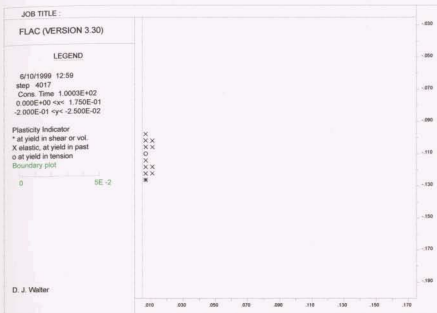 JOB TITLE :
FLAC (VERSION 3.30)
LEGEND
6/10/1999 12:59
step 4017
Cons. Time 1.0003E+02
0.000E+00 <x< 1.750E-01
-2.000E-01 <y< -2.500E-02
Plasticity Indicator
* at yield in shear or vol.
X elastic, at yield in past
o at yield in tension
Boundary plot
0 5E -2
D. J. Walter
-.030
-.050
-.070
-.090
-.110
-.130
-.150
-.170
-.190
.010 .030 .050 .070 .090 .110 .130 .150 .170